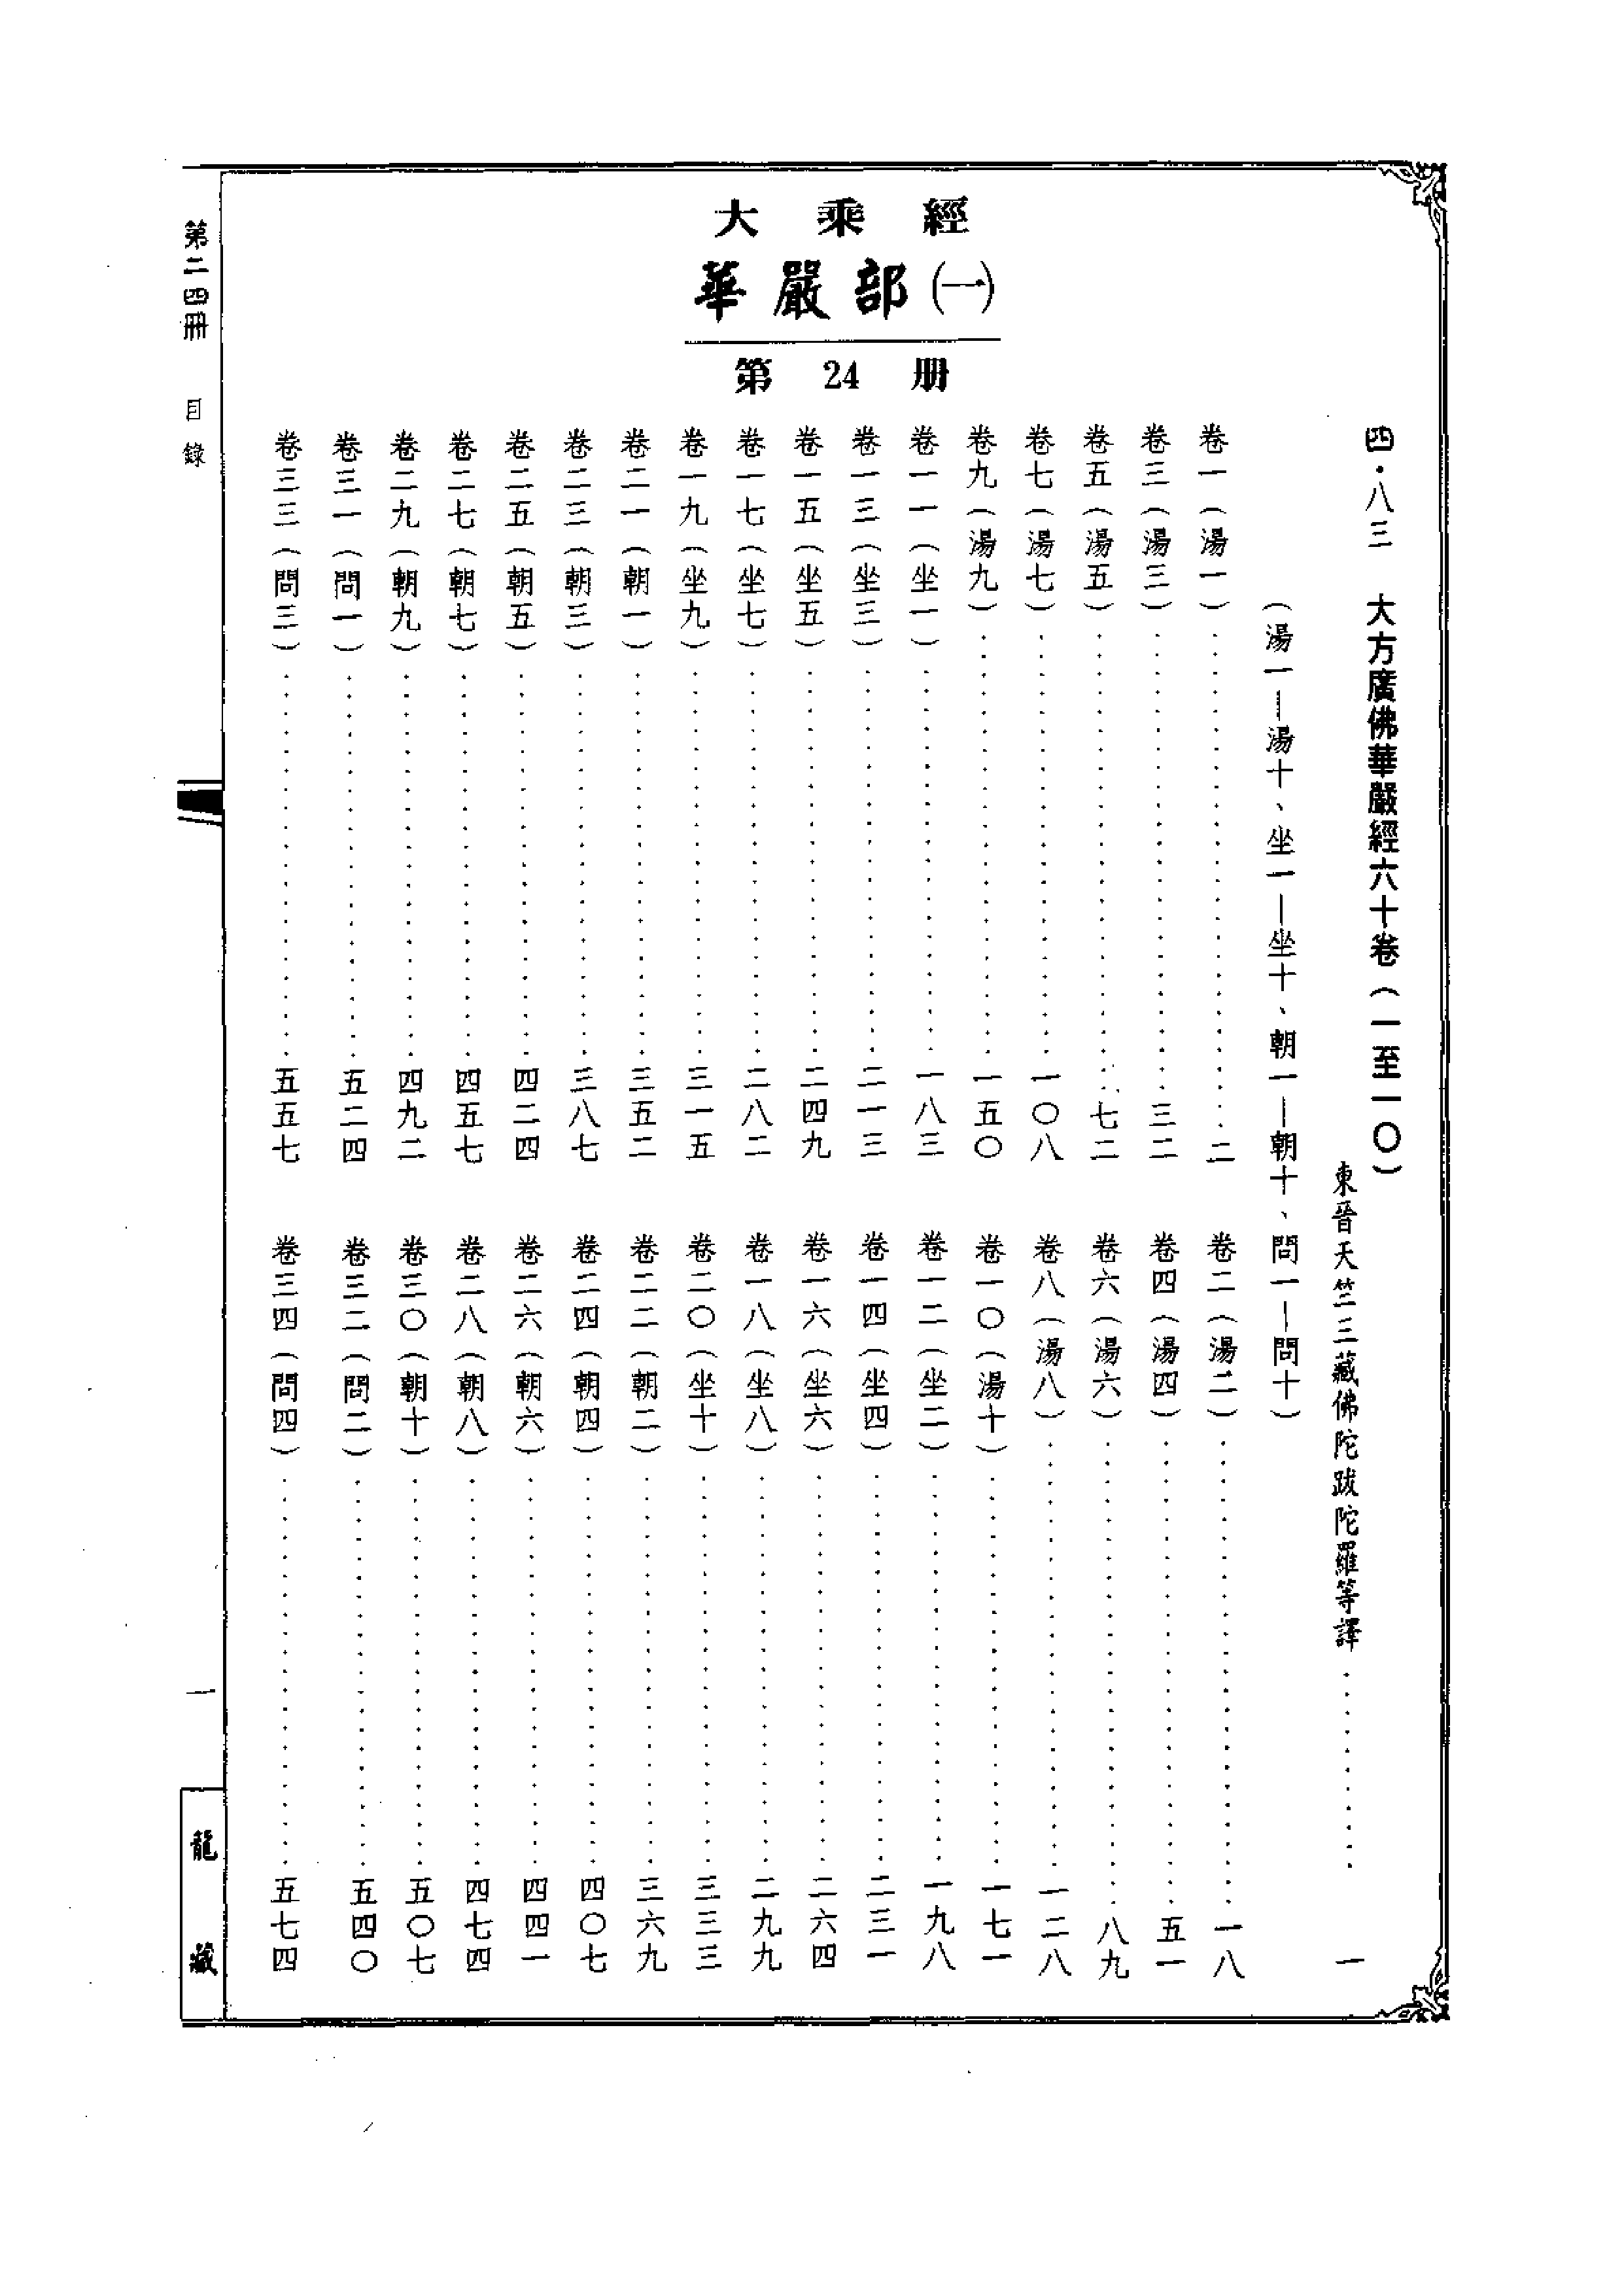 大乘經
華嚴部(一)
第24册
四·八三　大方廣佛華嚴經六十卷（一至一〇）
東晉天竺三藏佛陀跋陀羅等譯…………一
（湯一—湯十、坐一—坐十、朝一—朝十、問一—問十）
卷一（湯一）…………二
卷二（湯二）…………一八
卷三（湯三）…………三二
卷四（湯四）…………五一
卷五（湯五）…………七二
卷六（湯六）…………八九
卷七（湯七）…………一〇八
卷八（湯八）…………一二八
卷九（湯九）…………一五〇
卷一〇（湯十）…………一七一
卷一一（坐一）…………一八三
卷一二（坐二）…………一九八
卷一三（坐三）…………二一三
卷一四（坐四）…………二三一
卷一五（坐五）…………二四九
卷一六（坐六）…………二六四
卷一七（坐七）…………二八二
卷一八（坐八）…………二九九
卷一九（坐九）…………三一五
卷二〇（坐十）…………三三三
卷二一（朝一）…………三五二
卷二二（朝二）…………三六九
卷二三（朝三）…………三八七
卷二四（朝四）…………四〇七
卷二五（朝五）…………四二四
卷二六（朝六）…………四四一
卷二七（朝七）…………四五七
卷二八（朝八）…………四七四
卷二九（朝九）…………四九二
卷三〇（朝十）…………五〇七
卷三一（問一）…………五二四
卷三二（問二）…………五四〇
卷三三（問三）…………五五七
卷三四（問四）…………五七四
第二四冊　目錄
一
龍藏